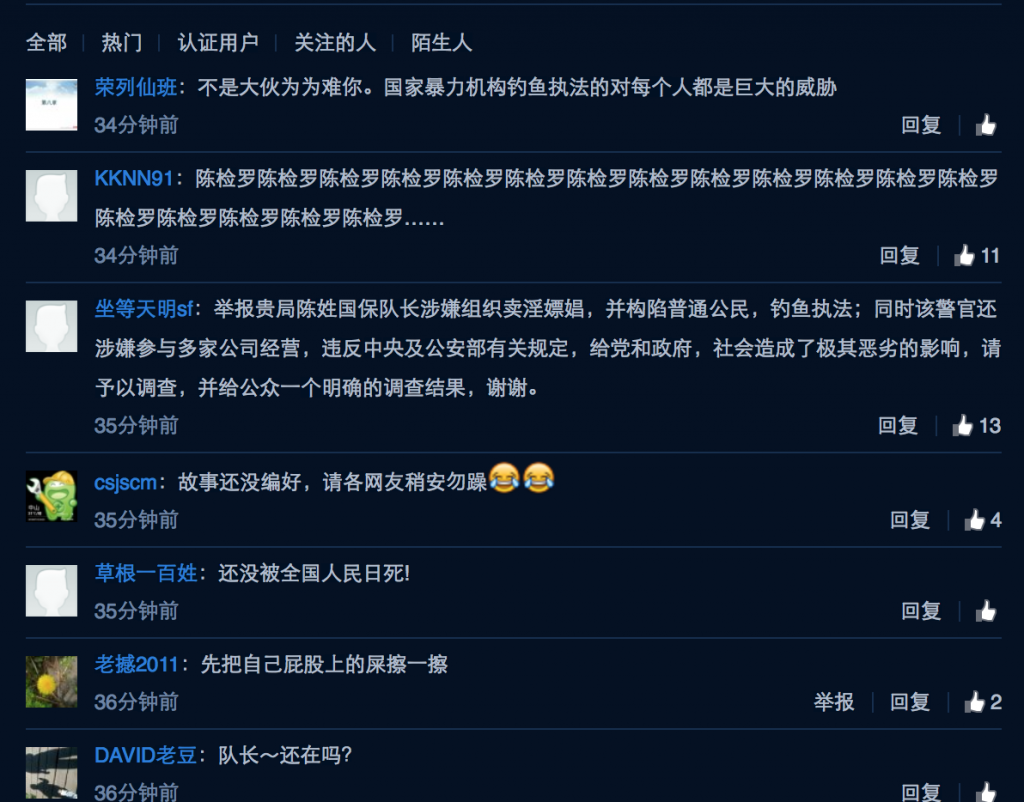 全部 热门 认证用户 关注的人 陌生人
荣列仙班：不是大伙为为难你。国家暴力机构钓鱼执法的对每个人都是巨大的威胁
34分钟前 回复
KKNN91：陈检罗陈检罗陈检罗陈检罗陈检罗陈检罗陈检罗陈检罗陈检罗陈检罗陈检罗陈检罗陈检罗
陈检罗陈检罗陈检罗陈检罗陈检罗……
34分钟前 回复 11
坐等天明sf：举报贵局陈姓国保队长涉嫌组织卖淫嫖娼，并构陷普通公民，钓鱼执法；同时该警官还
涉嫌参与多家公司经营，违反中央及公安部有关规定，给党和政府，社会造成了极其恶劣的影响，请
予以调查，并给公众一个明确的调查结果，谢谢。
35分钟前 回复 13
csjscm：故事还没编好，请各网友稍安勿躁😂😂
35分钟前 回复 4
草根一百姓：还没被全国人民日死!
35分钟前 回复
老撼2011：先把自己屁股上的屎擦一擦
36分钟前 举报 回复 2
DAVID老豆：队长～还在吗?
36分钟前 回复